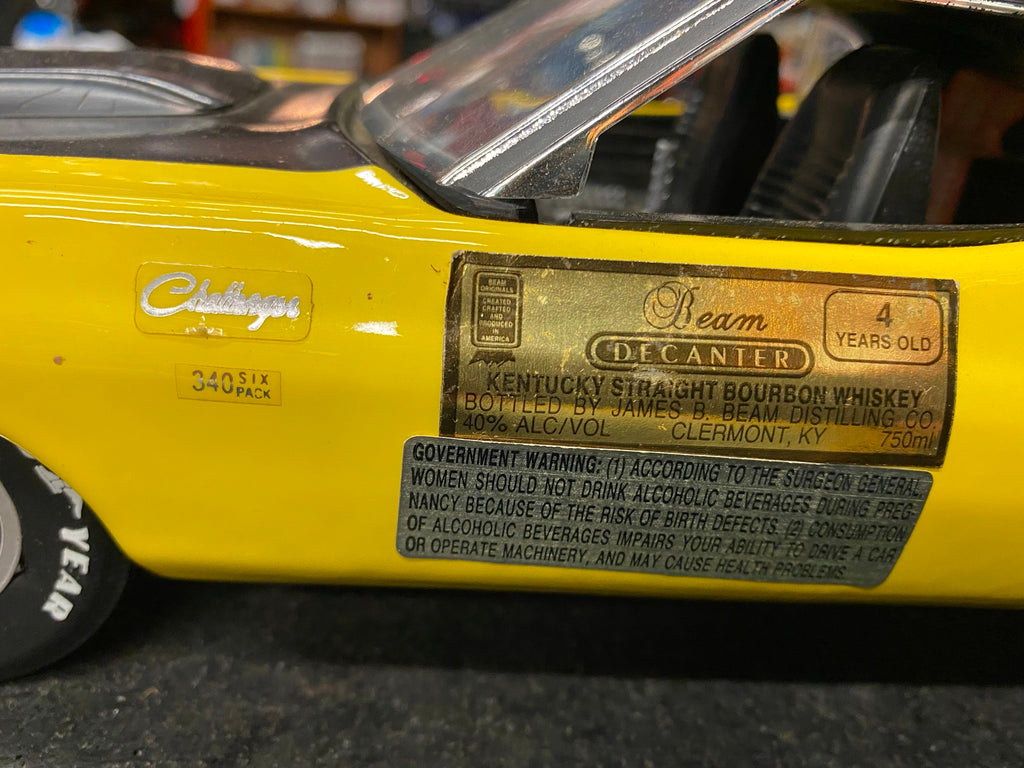 Challenger
340 SIX
PACK
YEAR
BEAM
ORIGINALS
CREATED
CRAFTED
AND
PRODUCED
IN
AMERICA
Beam
DECANTER
4
YEARS OLD
KENTUCKY STRAIGHT BOURBON WHISKEY
BOTTLED BY JAMES B. BEAM DISTILLING CO.
40% ALC/VOL CLERMONT, KY 750ml
GOVERNMENT WARNING: (1) ACCORDING TO THE SURGEON GENERAL,
WOMEN SHOULD NOT DRINK ALCOHOLIC BEVERAGES DURING PREG-
NANCY BECAUSE OF THE RISK OF BIRTH DEFECTS. (2) CONSUMPTION
OF ALCOHOLIC BEVERAGES IMPAIRS YOUR ABILITY TO DRIVE A CAR
OR OPERATE MACHINERY, AND MAY CAUSE HEALTH PROBLEMS.